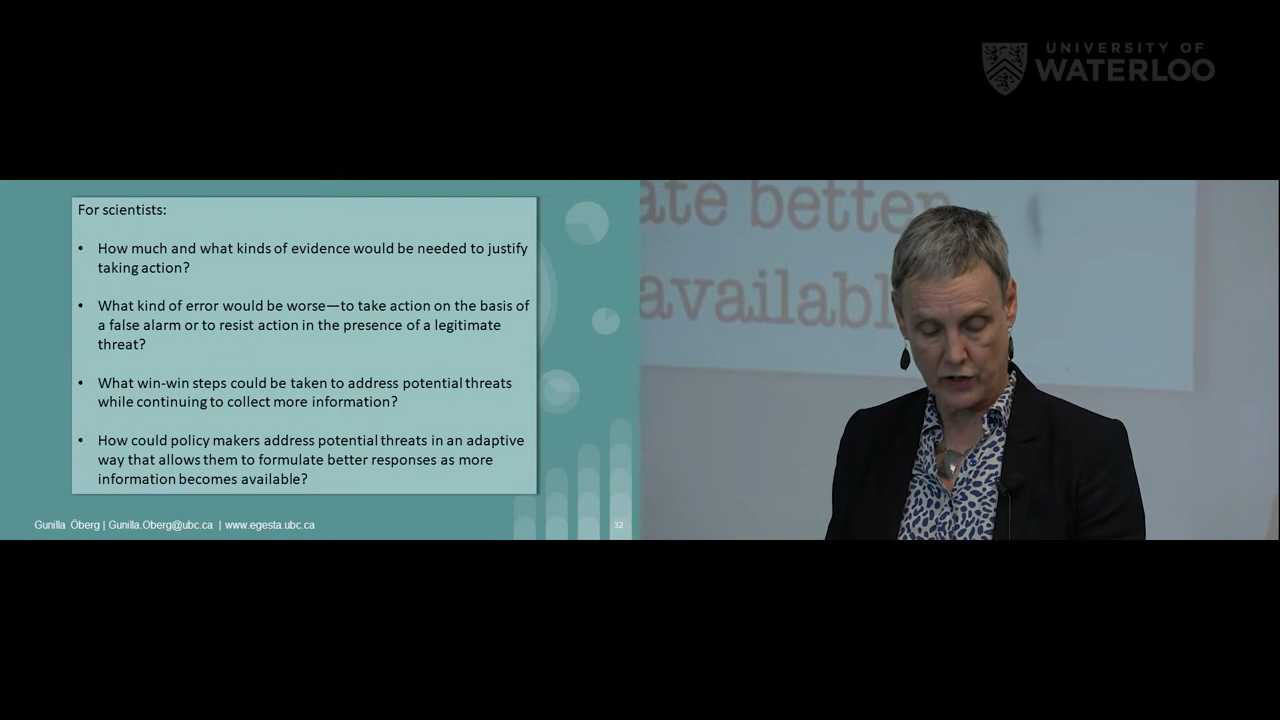 UNIVERSITY OF
WATERLOO
For scientists:
• How much and what kinds of evidence would be needed to justify
taking action?
• What kind of error would be worse—to take action on the basis of
a false alarm or to resist action in the presence of a legitimate
threat?
• What win-win steps could be taken to address potential threats
while continuing to collect more information?
• How could policy makers address potential threats in an adaptive
way that allows them to formulate better responses as more
information becomes available?
Gunilla Öberg | Gunilla.Oberg@ubc.ca | www.egesta.ubc.ca
32
ate better
availabl